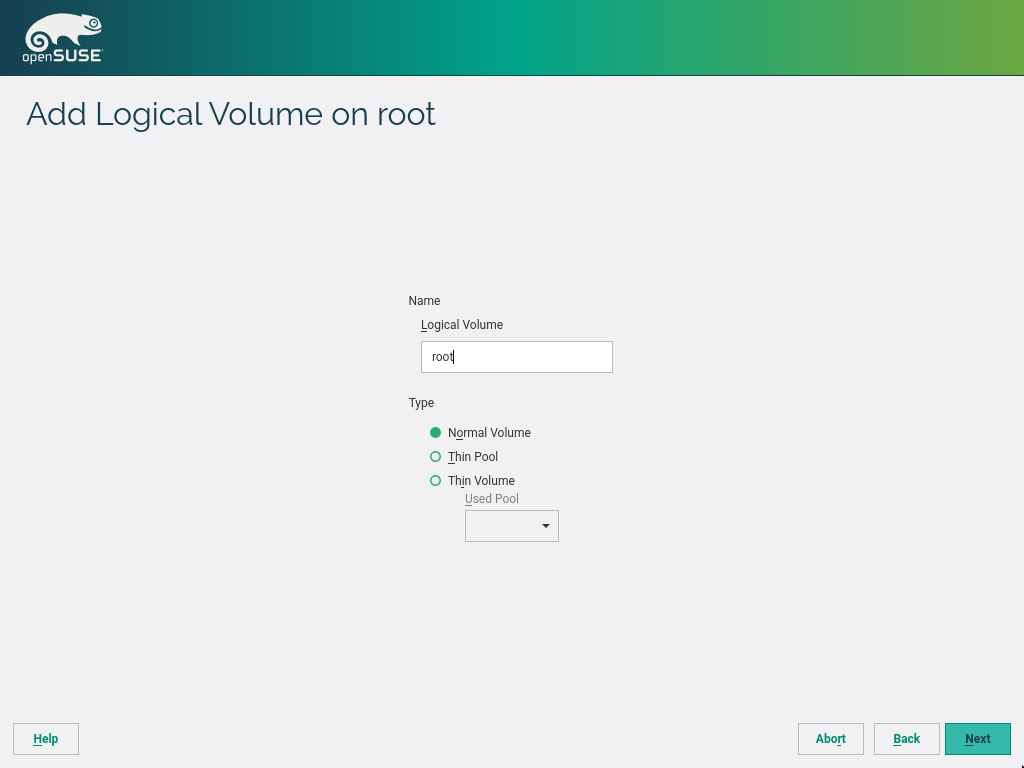 openSUSE
Add Logical Volume on root
Name
Logical Volume
root
Type
Normal Volume
Thin Pool
Thin Volume
Used Pool
Help
Abort
Back
Next